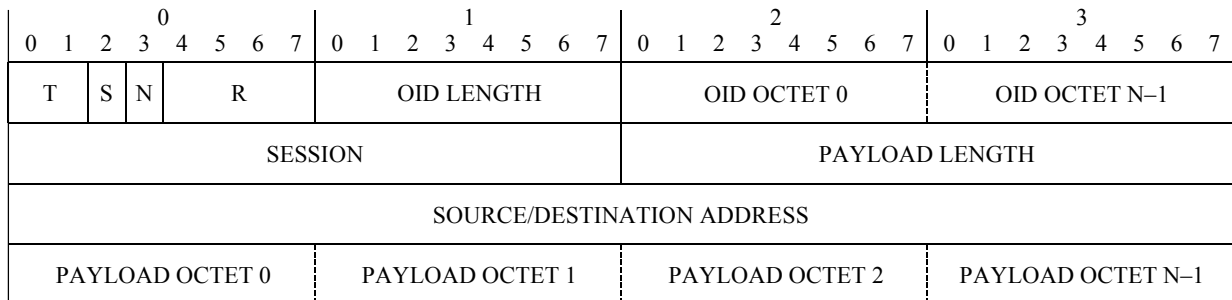 0 1 2 3
0 1 2 3 4 5 6 7 0 1 2 3 4 5 6 7 0 1 2 3 4 5 6 7 0 1 2 3 4 5 6 7
T S N R OID LENGTH OID OCTET 0 OID OCTET N–1
SESSION PAYLOAD LENGTH
SOURCE/DESTINATION ADDRESS
PAYLOAD OCTET 0 PAYLOAD OCTET 1 PAYLOAD OCTET 2 PAYLOAD OCTET N–1